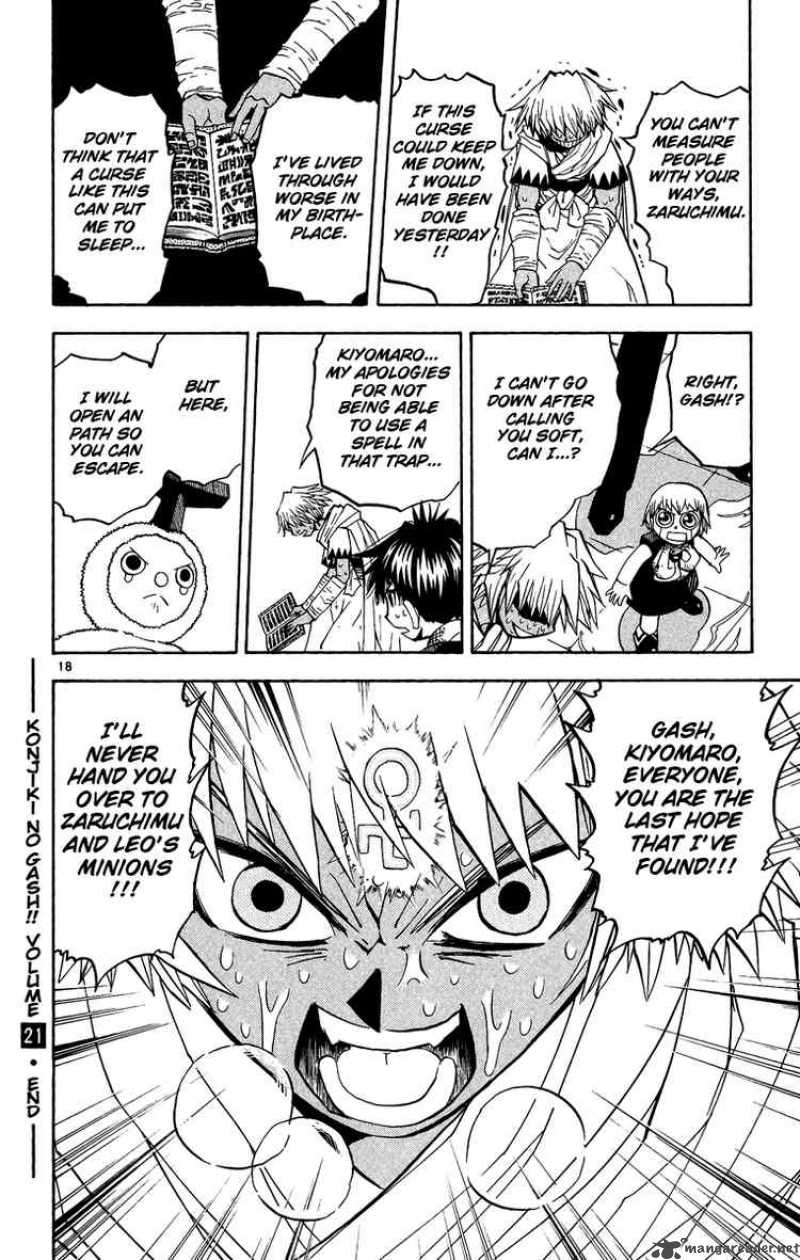 YOU CAN'T
MEASURE
PEOPLE
WITH YOUR
WAYS,
ZARUCHIMU.
IF THIS
CURSE
COULD KEEP
ME DOWN,
I WOULD
HAVE BEEN
DONE
YESTERDAY
!!
I'VE LIVED
THROUGH
WORSE IN
MY BIRTH-
PLACE.
DON'T
THINK THAT
A CURSE
LIKE THIS
CAN PUT
ME TO
SLEEP...
RIGHT,
GASH!?
I CAN'T GO
DOWN AFTER
CALLING
YOU SOFT,
CAN I...?
KIYOMARO...
MY APOLOGIES
FOR NOT
BEING ABLE
TO USE A
SPELL IN
THAT TRAP...
BUT
HERE,
I WILL
OPEN AN
PATH SO
YOU CAN
ESCAPE.
18
GASH,
KIYOMARO,
EVERYONE,
YOU ARE THE
LAST HOPE
THAT I'VE
FOUND!!!
I'LL
NEVER
HAND YOU
OVER TO
ZARUCHIMU
AND LEO'S
MINIONS
!!!
KONJIKI NO GASH!! VOLUME 21 • END
mangareader.net